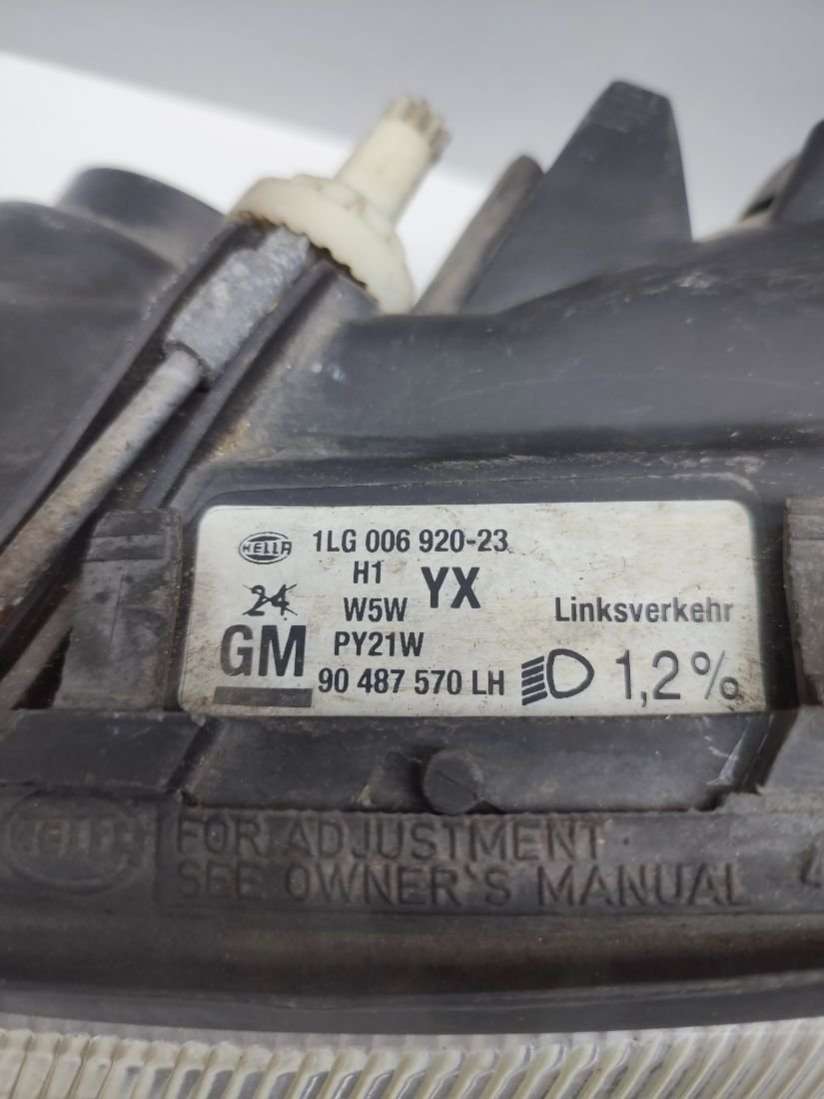 HELLA 1LG 006 920-23
H1
24 W5W YX Linksverkehr
GM PY21W
90 487 570 LH 1,2%
HELLA FOR ADJUSTMENT
SEE OWNER'S MANUAL 4